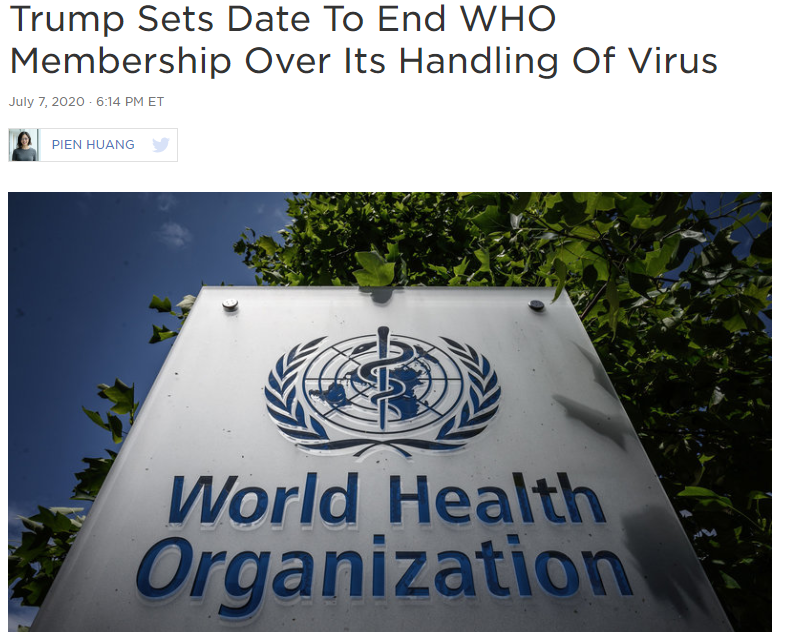 Trump Sets Date To End WHO
Membership Over Its Handling Of Virus
July 7, 2020 · 6:14 PM ET
PIEN HUANG
World Health
Organization